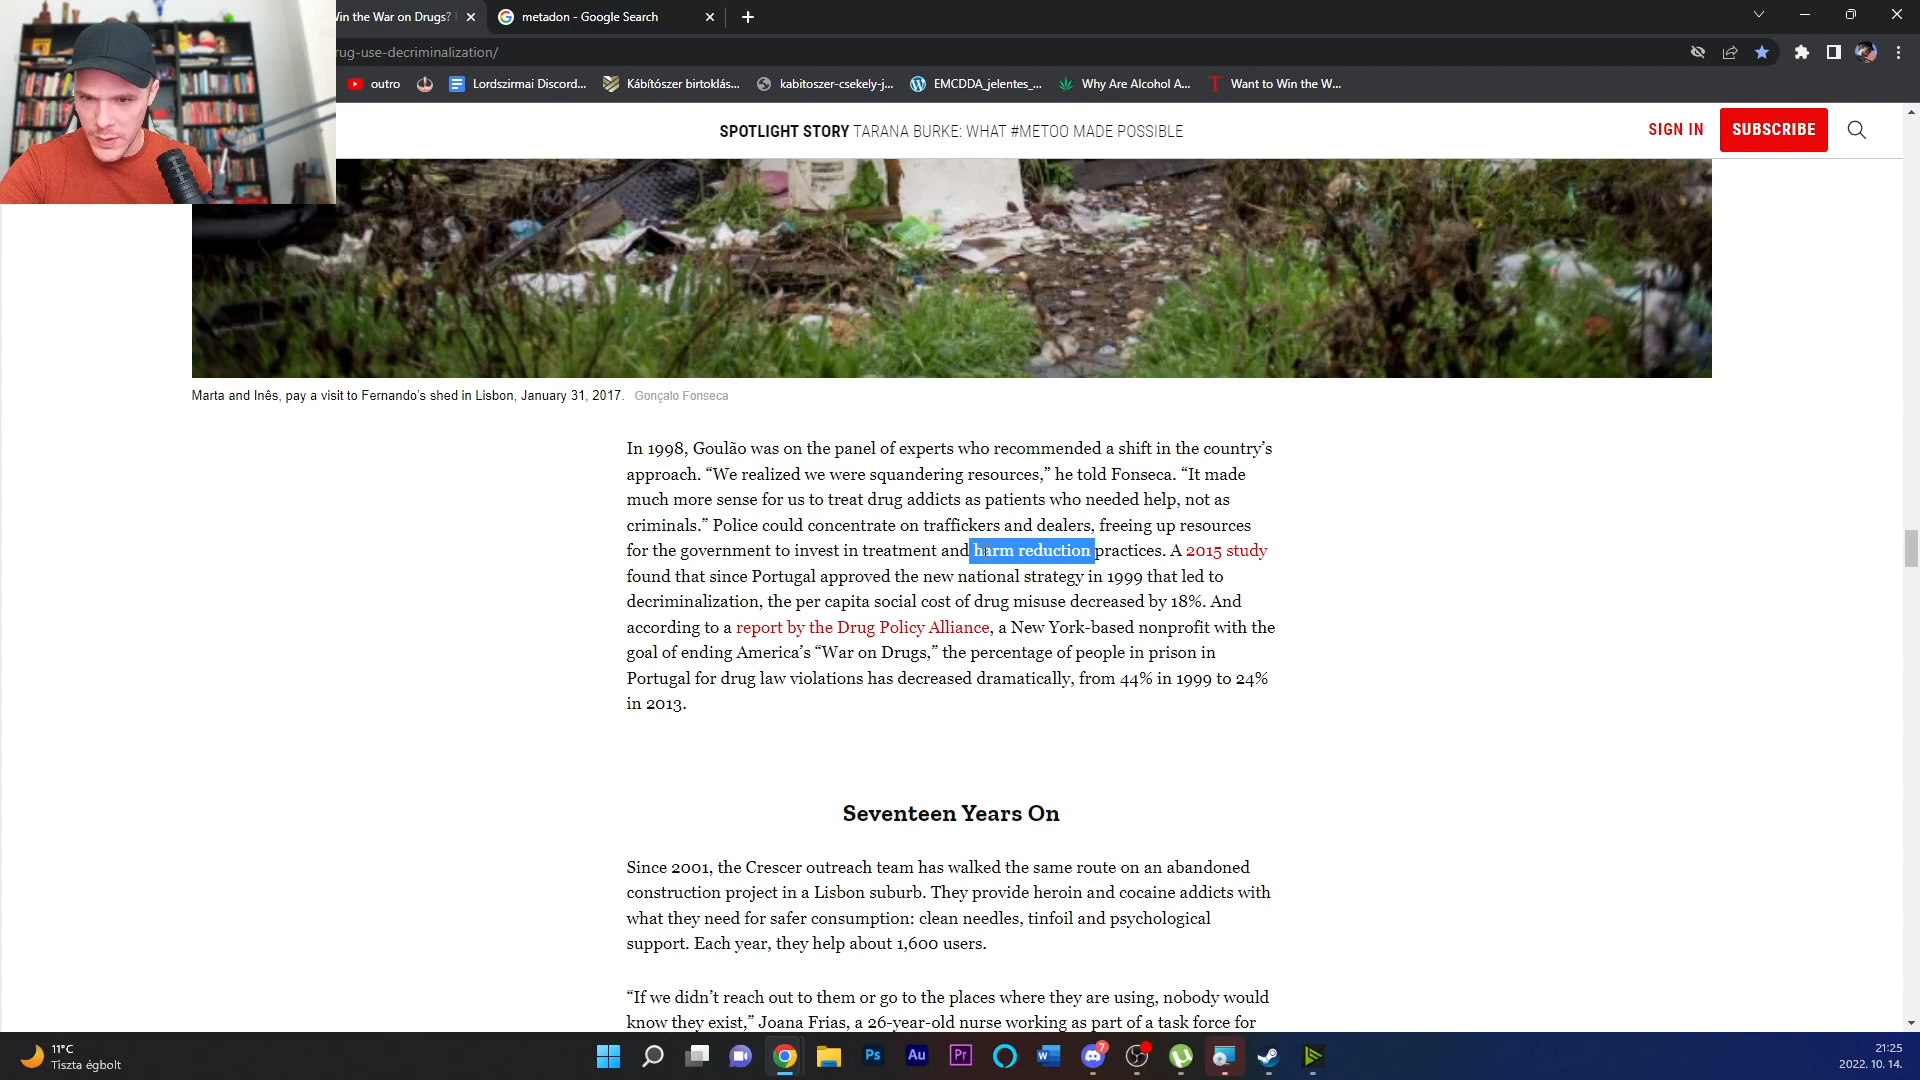 Win the War on Drugs?
metadon - Google Search
rug-use-decriminalization/
outro
Lordszirmai Discord...
Kábítószer birtoklás...
kabitoszer-csekely-j...
EMCDDA_jelentes_...
Why Are Alcohol A...
Want to Win the W...
SPOTLIGHT STORY TARANA BURKE: WHAT #METOO MADE POSSIBLE
SIGN IN
SUBSCRIBE
Marta and Inês, pay a visit to Fernando’s shed in Lisbon, January 31, 2017. Gonçalo Fonseca
In 1998, Goulão was on the panel of experts who recommended a shift in the country’s
approach. “We realized we were squandering resources,” he told Fonseca. “It made
much more sense for us to treat drug addicts as patients who needed help, not as
criminals.” Police could concentrate on traffickers and dealers, freeing up resources
for the government to invest in treatment and harm reduction practices. A 2015 study
found that since Portugal approved the new national strategy in 1999 that led to
decriminalization, the per capita social cost of drug misuse decreased by 18%. And
according to a report by the Drug Policy Alliance, a New York-based nonprofit with the
goal of ending America’s “War on Drugs,” the percentage of people in prison in
Portugal for drug law violations has decreased dramatically, from 44% in 1999 to 24%
in 2013.
Seventeen Years On
Since 2001, the Crescer outreach team has walked the same route on an abandoned
construction project in a Lisbon suburb. They provide heroin and cocaine addicts with
what they need for safer consumption: clean needles, tinfoil and psychological
support. Each year, they help about 1,600 users.
“If we didn’t reach out to them or go to the places where they are using, nobody would
know they exist,” Joana Frias, a 26-year-old nurse working as part of a task force for
11°C
Tiszta égbolt
Ps
Au
Pr
W
7
21:25
2022. 10. 14.